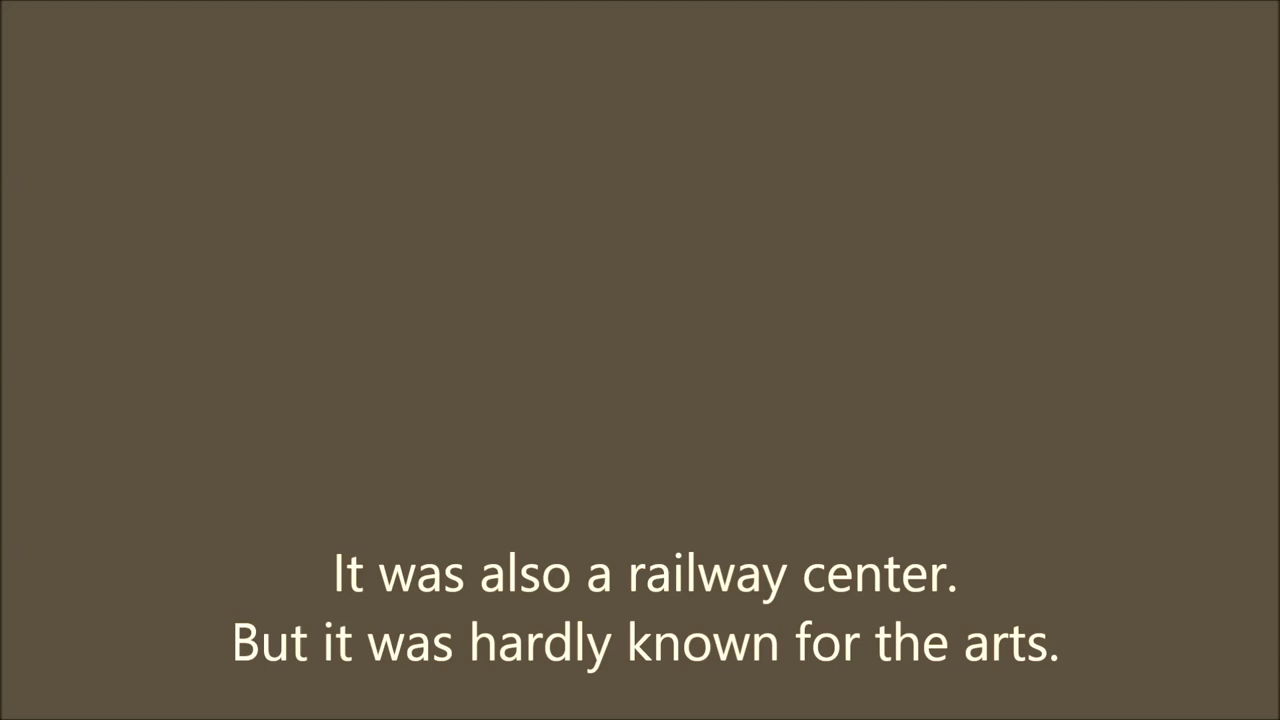 It was also a railway center.
But it was hardly known for the arts.